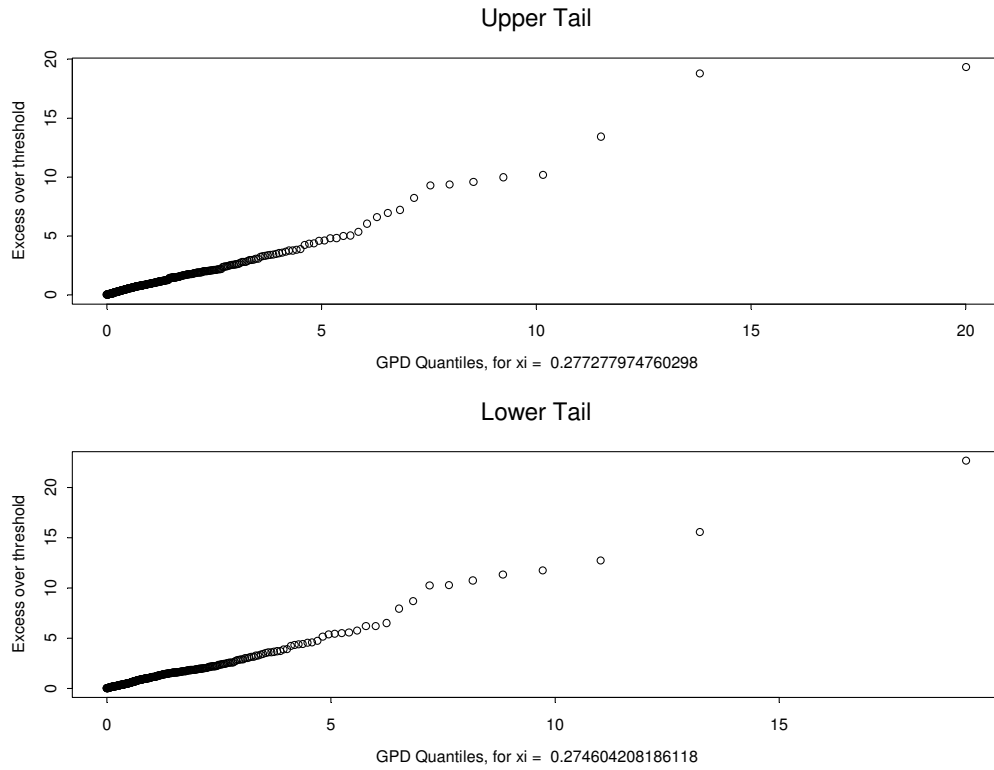 Upper Tail
Excess over threshold
20
15
10
5
0
0 5 10 15 20
GPD Quantiles, for xi = 0.277277974760298
Lower Tail
Excess over threshold
20
15
10
5
0
0 5 10 15
GPD Quantiles, for xi = 0.274604208186118